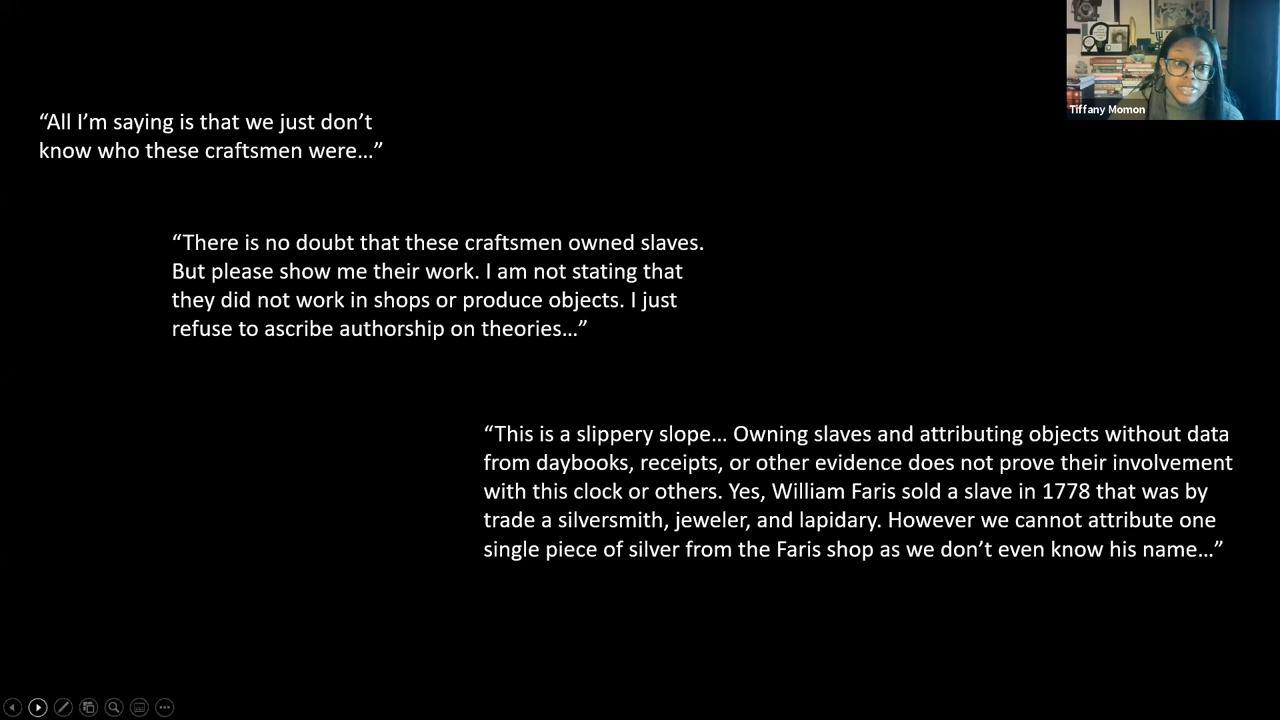 Tiffany Momon
“All I’m saying is that we just don’t
know who these craftsmen were…”
“There is no doubt that these craftsmen owned slaves.
But please show me their work. I am not stating that
they did not work in shops or produce objects. I just
refuse to ascribe authorship on theories…”
“This is a slippery slope… Owning slaves and attributing objects without data
from daybooks, receipts, or other evidence does not prove their involvement
with this clock or others. Yes, William Faris sold a slave in 1778 that was by
trade a silversmith, jeweler, and lapidary. However we cannot attribute one
single piece of silver from the Faris shop as we don’t even know his name…”